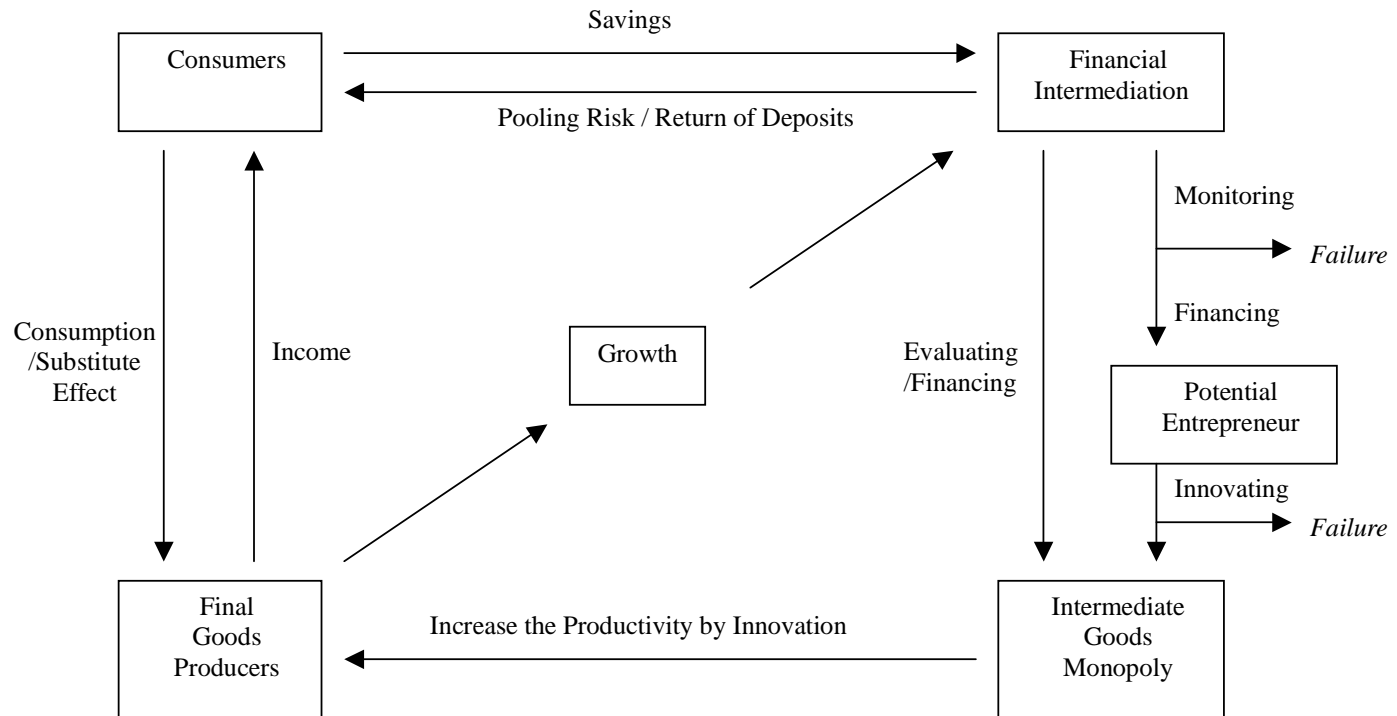 Savings
Consumers
Financial
Intermediation
Pooling Risk / Return of Deposits
Monitoring
Failure
Financing
Consumption
/Substitute
Effect
Income
Growth
Evaluating
/Financing
Potential
Entrepreneur
Innovating
Failure
Final
Goods
Producers
Increase the Productivity by Innovation
Intermediate
Goods
Monopoly